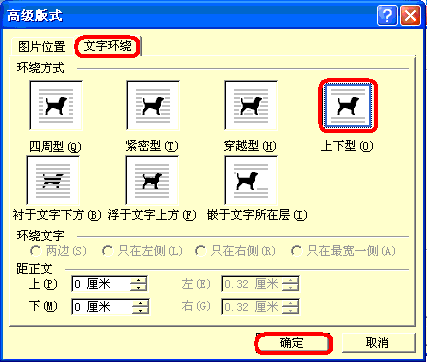 高级版式
图片位置 文字环绕
环绕方式
四周型(Q) 紧密型(T) 穿越型(H) 上下型(O)
衬于文字下方(B) 浮于文字上方(F) 嵌于文字所在层(I)
环绕文字
两边(S) 只在左侧(L) 只在右侧(R) 只在最宽一侧(A)
距正文
上(P) 0 厘米 左(E) 0.32 厘米
下(M) 0 厘米 右(G) 0.32 厘米
确定 取消